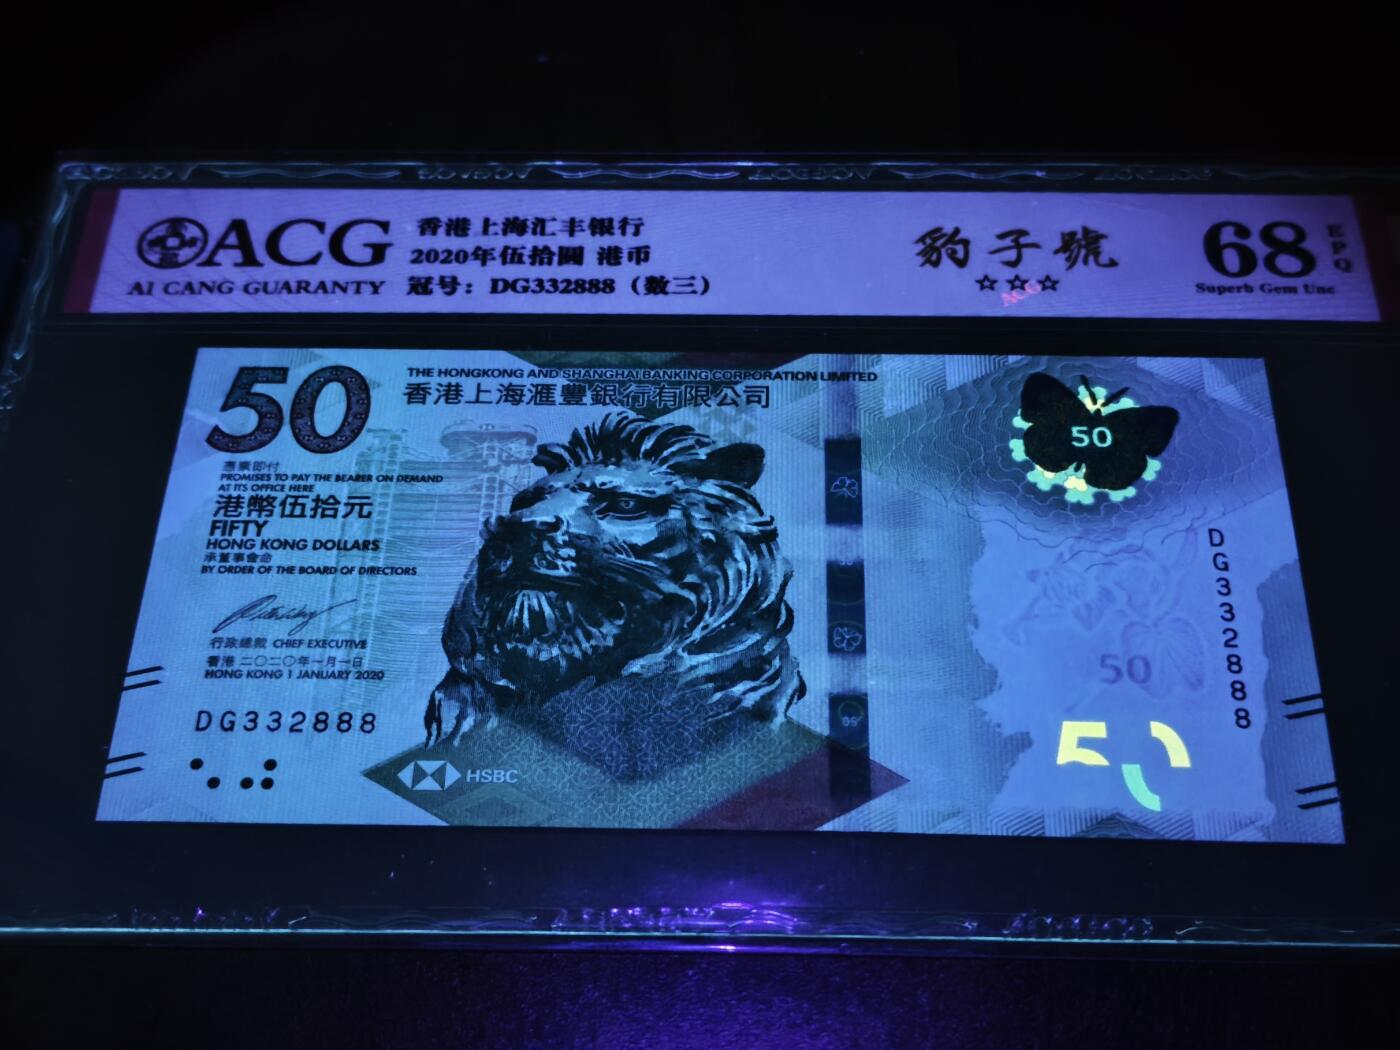 ACG
AI CANG GUARANTY
香港上海汇丰银行
2020年伍拾圆 港币
冠号：DG332888（数三）
豹子號
☆☆☆
68
EPQ
Superb Gem Unc
50
THE HONGKONG AND SHANGHAI BANKING CORPORATION LIMITED
香港上海滙豐銀行有限公司
憑票即付
PROMISES TO PAY THE BEARER ON DEMAND
AT ITS OFFICE HERE
港幣伍拾元
FIFTY
HONG KONG DOLLARS
承董事會命
BY ORDER OF THE BOARD OF DIRECTORS
行政總裁 CHIEF EXECUTIVE
香港 二〇二〇年一月一日
HONG KONG 1 JANUARY 2020
DG332888
HSBC
50
DG332888
50
50